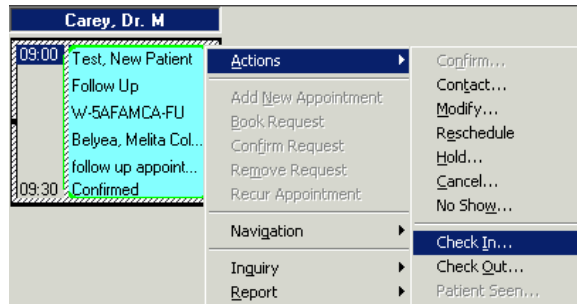 Carey, Dr. M
09:00
Test, New Patient
Follow Up
W-5AFAMCA-FU
Belyea, Melita Col...
follow up appoint...
09:30
Confirmed
Actions
Add New Appointment
Book Request
Confirm Request
Remove Request
Recur Appointment
Navigation
Inquiry
Report
Confirm...
Contact...
Modify...
Reschedule
Hold...
Cancel...
No Show...
Check In...
Check Out...
Patient Seen...